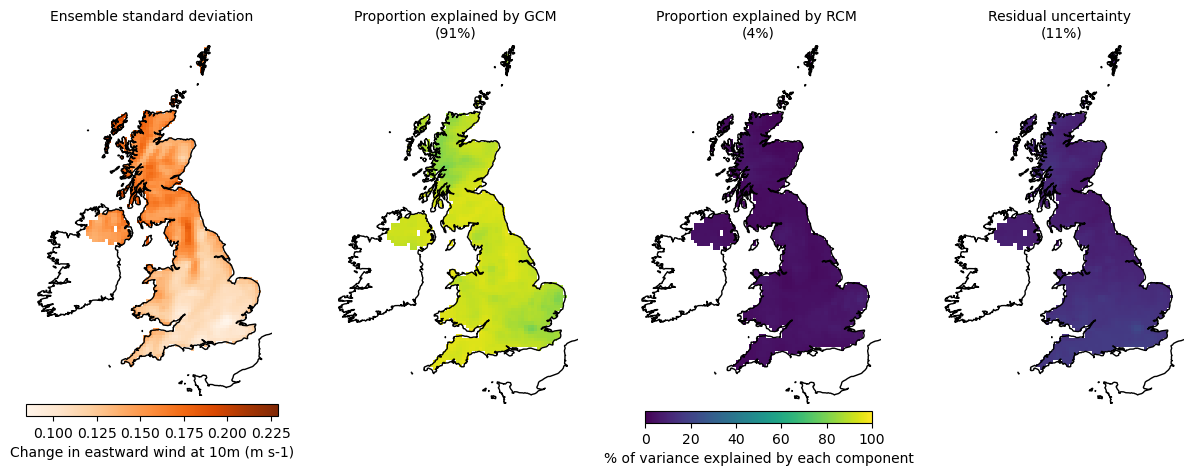 Ensemble standard deviation
Proportion explained by GCM
(91%)
Proportion explained by RCM
(4%)
Residual uncertainty
(11%)
0.100 0.125 0.150 0.175 0.200 0.225
Change in eastward wind at 10m (m s-1)
0 20 40 60 80 100
% of variance explained by each component